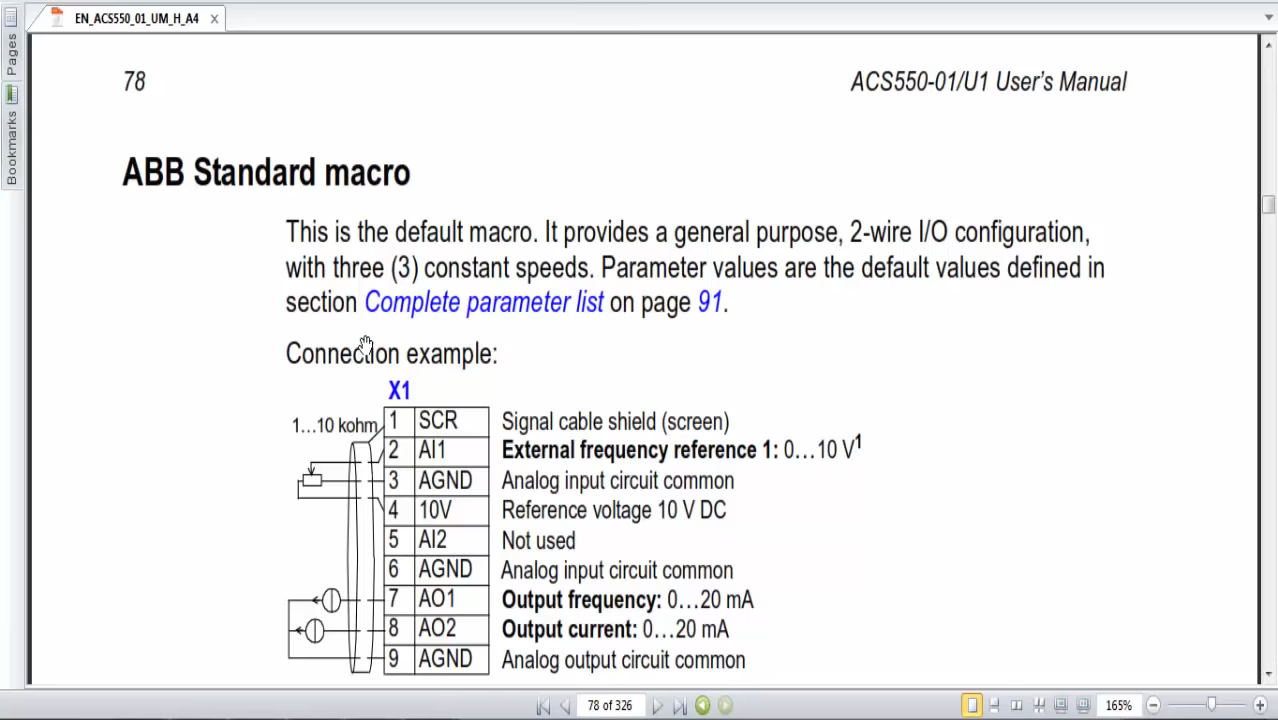 EN_ACS550_01_UM_H_A4
Pages
Bookmarks
78
ACS550-01/U1 User’s Manual
ABB Standard macro
This is the default macro. It provides a general purpose, 2-wire I/O configuration,
with three (3) constant speeds. Parameter values are the default values defined in
section Complete parameter list on page 91.
Connection example:
X1
1…10 kohm
1 SCR Signal cable shield (screen)
2 AI1 External frequency reference 1: 0…10 V1
3 AGND Analog input circuit common
4 10V Reference voltage 10 V DC
5 AI2 Not used
6 AGND Analog input circuit common
7 AO1 Output frequency: 0…20 mA
8 AO2 Output current: 0…20 mA
9 AGND Analog output circuit common
78 of 326
165%